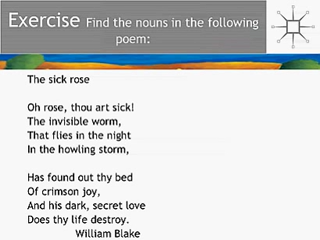 Exercise Find the nouns in the following
poem:
The sick rose
Oh rose, thou art sick!
The invisible worm,
That flies in the night
In the howling storm,
Has found out thy bed
Of crimson joy,
And his dark, secret love
Does thy life destroy.
William Blake